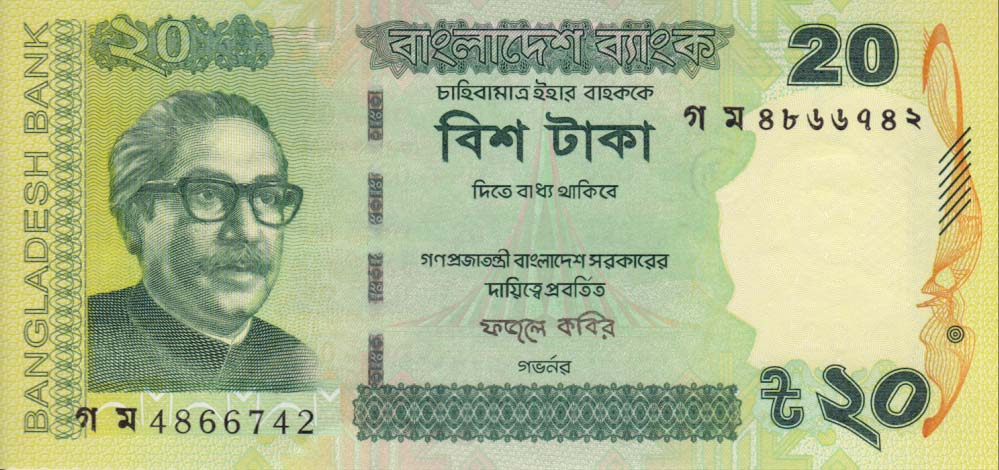 BANGLADESH BANK
২০
বাংলাদেশ ব্যাংক
20
চাহিবামাত্র ইহার বাহককে
গ ম ৪৮৬৬৭৪২
বিশ টাকা
দিতে বাধ্য থাকিবে
গণপ্রজাতন্ত্রী বাংলাদেশ সরকারের
দায়িত্বে প্রবর্তিত
ফজলে কবির
গভর্নর
৳২০
গ ম 4866742